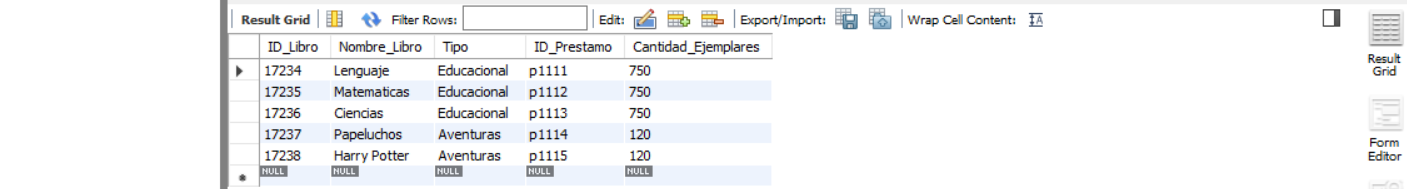 Result Grid Filter Rows: Edit: Export/Import: Wrap Cell Content: IA
ID_Libro Nombre_Libro Tipo ID_Prestamo Cantidad_Ejemplares
17234 Lenguaje Educacional p1111 750
17235 Matematicas Educacional p1112 750
17236 Ciencias Educacional p1113 750
17237 Papeluchos Aventuras p1114 120
17238 Harry Potter Aventuras p1115 120
NULL NULL NULL NULL NULL
Result
Grid
Form
Editor